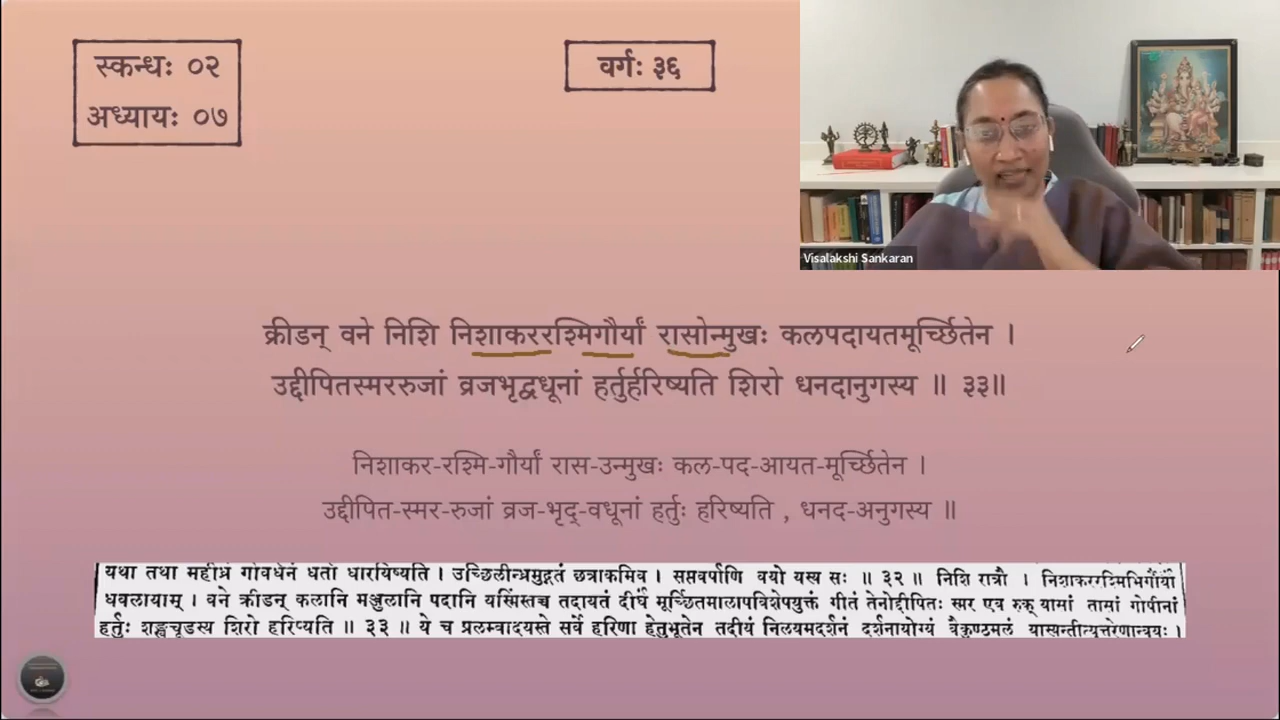 स्कन्धः ०२
अध्यायः ०७
वर्गः ३६
Visalakshi Sankaran
क्रीडन् वने निशि निशाकररश्मिगौर्यां रासोन्मुखः कलपदायतमूर्च्छितेन ।
उद्दीपितस्मररुजां व्रजभृद्वधूनां हर्तुर्हरिष्यति शिरो धनदानुगस्य ॥ ३३॥
निशाकर-रश्मि-गौर्यां रास-उन्मुखः कल-पद-आयत-मूर्च्छितेन ।
उद्दीपित-स्मर-रुजां व्रज-भृद्-वधूनां हर्तुः हरिष्यति , धनद-अनुगस्य ॥
यथा तथा महीध्रं गोवर्धनं धतो धारयिष्यति । उच्छिलीन्ध्रमुद्गतं छत्राकमिव । सप्तवर्पाणि वयो यस्य सः ॥ ३२ ॥ निशि रात्रौ । निशाकररश्मिभिर्गौर्यां
धवलायाम् । वने क्रीडन् कलानि मञ्जुलानि पदानि यस्मिंस्तच्च तदायतं दीर्घं मूर्च्छितमालापविशेपयुक्तं गीतं तेनोद्दीपितः स्मर एव रुक् यामां तामां गोपीनां
हर्तुः शङ्खचूडस्य शिरो हरिप्यति ॥ ३३ ॥ ये च प्रलम्बादयस्ते सर्वे हरिणा हेतुभूतेन तदीयं निलयमदर्शनं दर्शनायोग्यं वैकुण्ठमलं यास्यन्तीत्युत्तरेणान्वयः ।